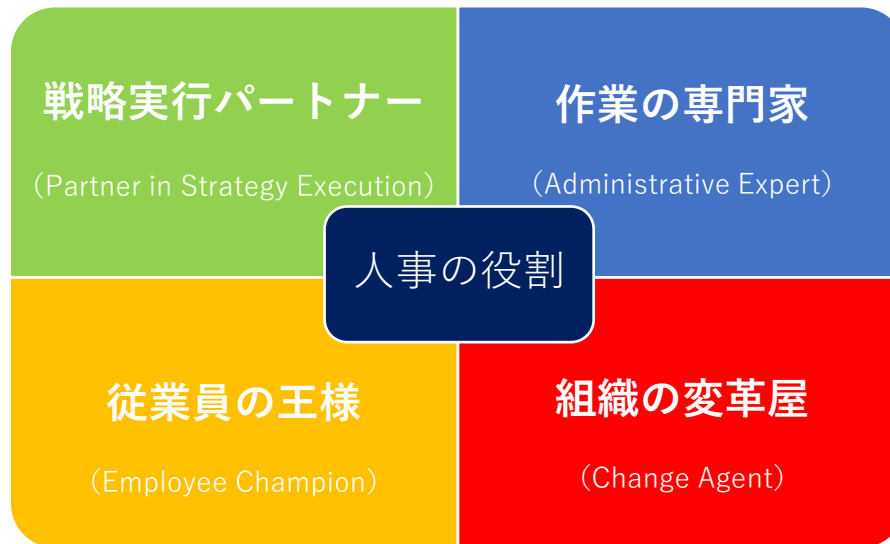 戦略実行パートナー
（Partner in Strategy Execution）
作業の専門家
（Administrative Expert）
人事の役割
従業員の王様
（Employee Champion）
組織の変革屋
（Change Agent）